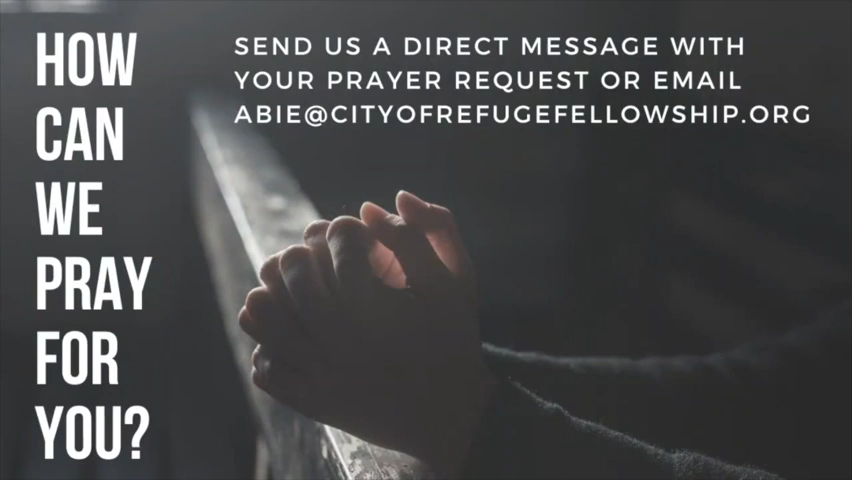 HOW
CAN
WE
PRAY
FOR
YOU?
SEND US A DIRECT MESSAGE WITH
YOUR PRAYER REQUEST OR EMAIL
ABIE@CITYOFREFUGEFELLOWSHIP.ORG